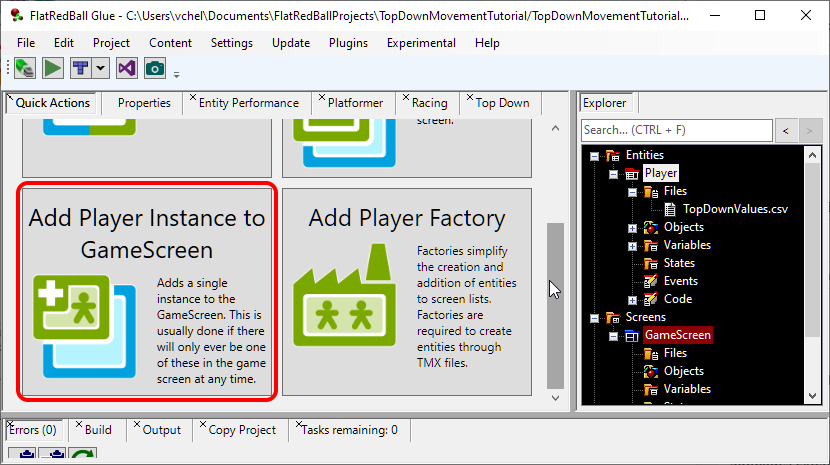 FlatRedBall Glue - C:\Users\vchel\Documents\FlatRedBallProjects\TopDownMovementTutorial/TopDownMovementTutorial...
File Edit Project Content Settings Update Plugins Experimental Help
Quick Actions Properties Entity Performance Platformer Racing Top Down
Explorer
Search... (CTRL + F)
< >
screen.
Add Player Instance to
GameScreen
Adds a single
instance to the
GameScreen. This is
usually done if there
will only ever be one
of these in the game
screen at any time.
Add Player Factory
Factories simplify
the creation and
addition of entities
to screen lists.
Factories are
required to create
entities through
TMX files.
Entities
Player
Files
TopDownValues.csv
Objects
Variables
States
Events
Code
Screens
GameScreen
Files
Objects
Variables
Errors (0) Build Output Copy Project Tasks remaining: 0